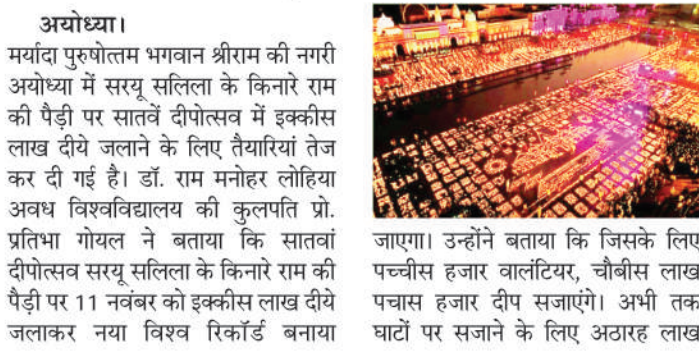 अयोध्या।
मर्यादा पुरुषोत्तम भगवान श्रीराम की नगरी
अयोध्या में सरयू सलिला के किनारे राम
की पैड़ी पर सातवें दीपोत्सव में इक्कीस
लाख दीये जलाने के लिए तैयारियां तेज
कर दी गई है। डॉ. राम मनोहर लोहिया
अवध विश्वविद्यालय की कुलपति प्रो.
प्रतिभा गोयल ने बताया कि सातवां
दीपोत्सव सरयू सलिला के किनारे राम की
पैड़ी पर 11 नवंबर को इक्कीस लाख दीये
जलाकर नया विश्व रिकॉर्ड बनाया
जाएगा। उन्होंने बताया कि जिसके लिए
पच्चीस हजार वालंटियर, चौबीस लाख
पचास हजार दीप सजाएंगे। अभी तक
घाटों पर सजाने के लिए अठारह लाख